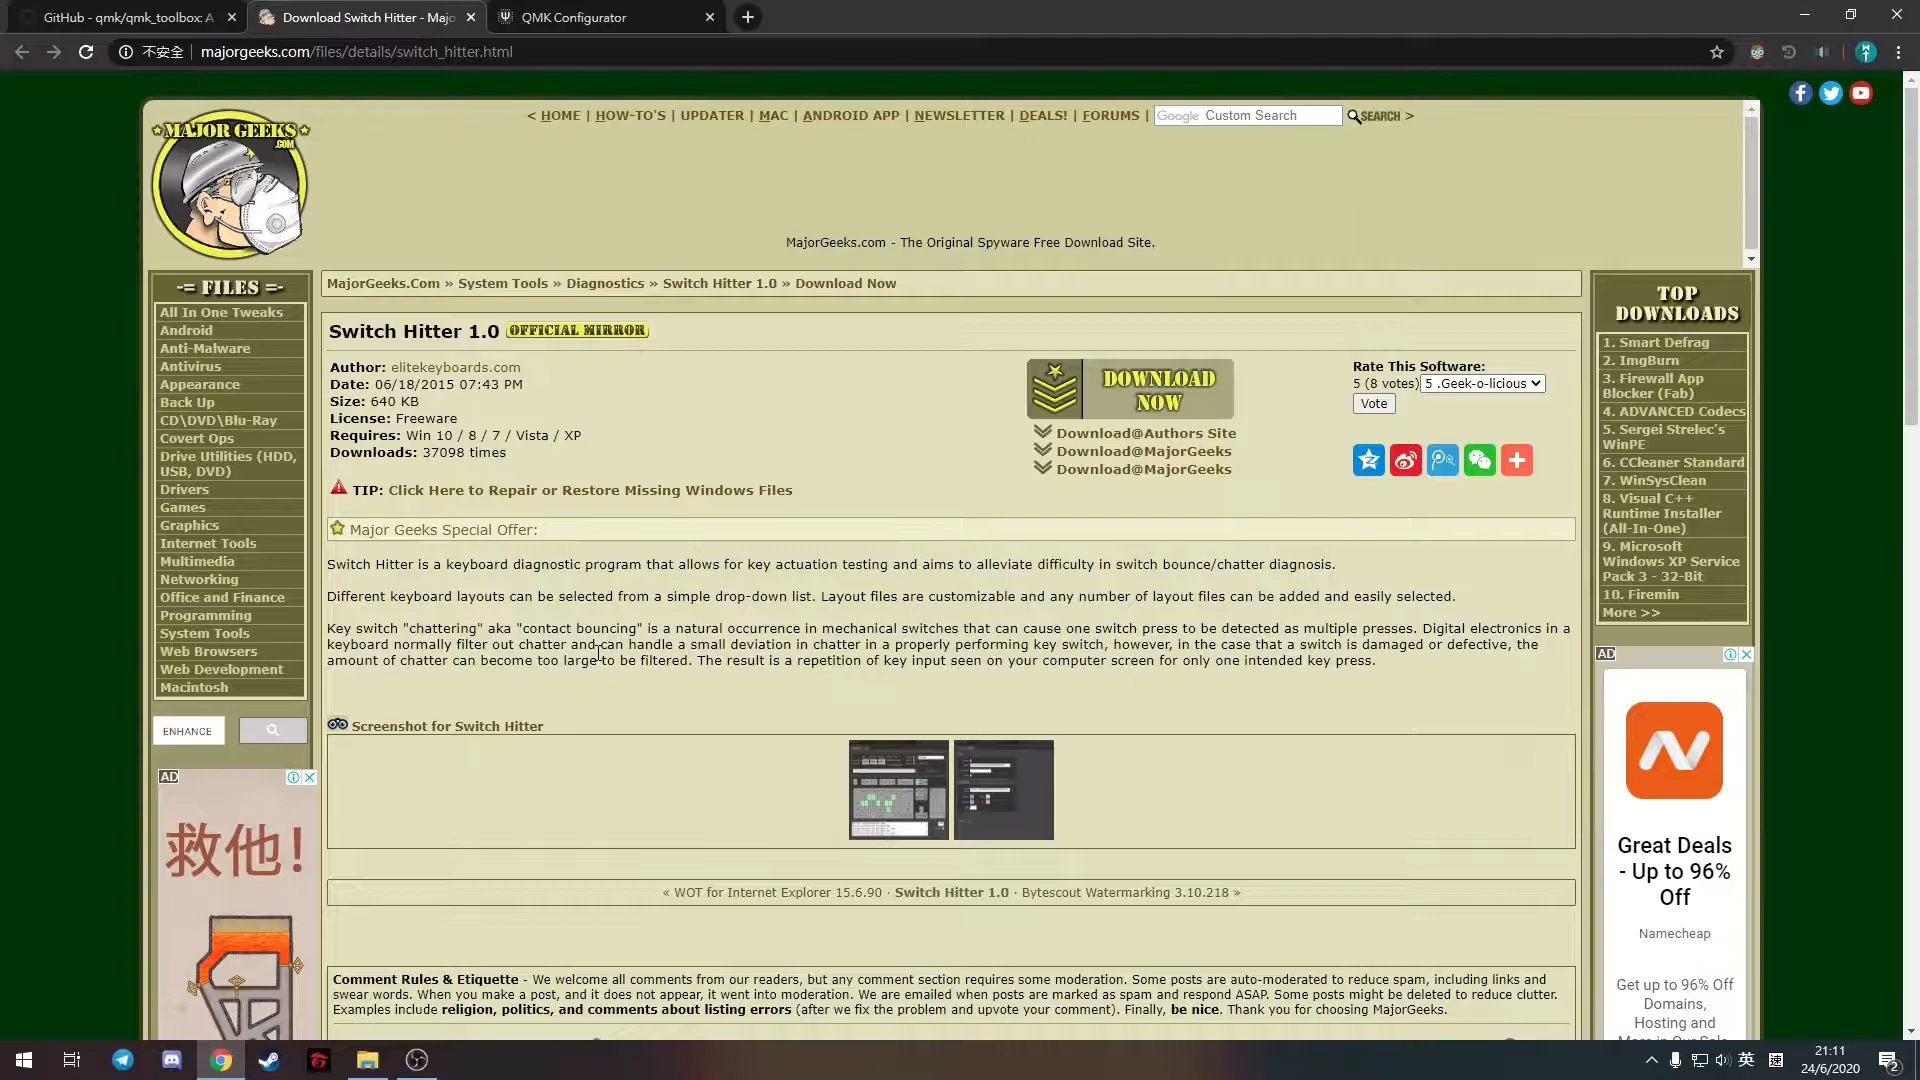 GitHub - qmk/qmk_toolbox: A
Download Switch Hitter - Majo
QMK Configurator
不安全
majorgeeks.com/files/details/switch_hitter.html
MAJOR GEEKS
.COM
< HOME | HOW-TO'S | UPDATER | MAC | ANDROID APP | NEWSLETTER | DEALS! | FORUMS | Google Custom Search SEARCH >
MajorGeeks.com - The Original Spyware Free Download Site.
-= FILES =-
All In One Tweaks
Android
Anti-Malware
Antivirus
Appearance
Back Up
CD\DVD\Blu-Ray
Covert Ops
Drive Utilities (HDD,
USB, DVD)
Drivers
Games
Graphics
Internet Tools
Multimedia
Networking
Office and Finance
Programming
System Tools
Web Browsers
Web Development
Macintosh
ENHANCE
AD
救他!
MajorGeeks.Com » System Tools » Diagnostics » Switch Hitter 1.0 » Download Now
Switch Hitter 1.0 OFFICIAL MIRROR
Author: elitekeyboards.com
Date: 06/18/2015 07:43 PM
Size: 640 KB
License: Freeware
Requires: Win 10 / 8 / 7 / Vista / XP
Downloads: 37098 times
TIP: Click Here to Repair or Restore Missing Windows Files
DOWNLOAD
NOW
Download@Authors Site
Download@MajorGeeks
Download@MajorGeeks
Rate This Software:
5 (8 votes) 5 .Geek-o-licious
Vote
Major Geeks Special Offer:
Switch Hitter is a keyboard diagnostic program that allows for key actuation testing and aims to alleviate difficulty in switch bounce/chatter diagnosis.
Different keyboard layouts can be selected from a simple drop-down list. Layout files are customizable and any number of layout files can be added and easily selected.
Key switch "chattering" aka "contact bouncing" is a natural occurrence in mechanical switches that can cause one switch press to be detected as multiple presses. Digital electronics in a
keyboard normally filter out chatter and can handle a small deviation in chatter in a properly performing key switch, however, in the case that a switch is damaged or defective, the
amount of chatter can become too large to be filtered. The result is a repetition of key input seen on your computer screen for only one intended key press.
Screenshot for Switch Hitter
« WOT for Internet Explorer 15.6.90 · Switch Hitter 1.0 · Bytescout Watermarking 3.10.218 »
Comment Rules & Etiquette - We welcome all comments from our readers, but any comment section requires some moderation. Some posts are auto-moderated to reduce spam, including links and
swear words. When you make a post, and it does not appear, it went into moderation. We are emailed when posts are marked as spam and respond ASAP. Some posts might be deleted to reduce clutter.
Examples include religion, politics, and comments about listing errors (after we fix the problem and upvote your comment). Finally, be nice. Thank you for choosing MajorGeeks.
TOP
DOWNLOADS
1. Smart Defrag
2. ImgBurn
3. Firewall App
Blocker (Fab)
4. ADVANCED Codecs
5. Sergei Strelec's
WinPE
6. CCleaner Standard
7. WinSysClean
8. Visual C++
Runtime Installer
(All-In-One)
9. Microsoft
Windows XP Service
Pack 3 - 32-Bit
10. Firemin
More >>
AD
Great Deals
- Up to 96%
Off
Namecheap
Get up to 96% Off
Domains,
Hosting and
More in Our Sale
英
21:11
24/6/2020
2